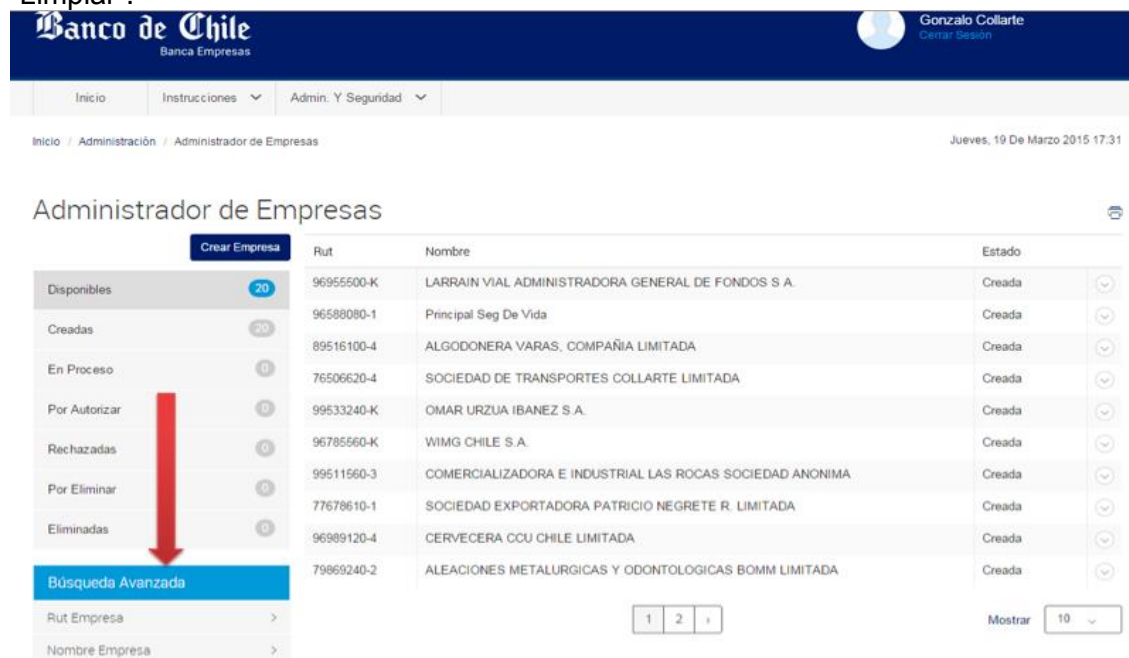 Limpiar".
Banco de Chile
Banca Empresas
Gonzalo Collarte
Cerrar Sesión
Inicio Instrucciones Admin. Y Seguridad
Inicio / Administración / Administrador de Empresas
Jueves, 19 De Marzo 2015 17:31
Administrador de Empresas
Crear Empresa
Disponibles 20
Creadas 20
En Proceso 0
Por Autorizar 0
Rechazadas 0
Por Eliminar 0
Eliminadas 0
Búsqueda Avanzada
Rut Empresa >
Nombre Empresa >
Rut Nombre Estado
96955500-K LARRAIN VIAL ADMINISTRADORA GENERAL DE FONDOS S A. Creada
96588080-1 Principal Seg De Vida Creada
89516100-4 ALGODONERA VARAS, COMPAÑIA LIMITADA Creada
76506620-4 SOCIEDAD DE TRANSPORTES COLLARTE LIMITADA Creada
99533240-K OMAR URZUA IBANEZ S.A. Creada
96785560-K WIMG CHILE S.A. Creada
99511560-3 COMERCIALIZADORA E INDUSTRIAL LAS ROCAS SOCIEDAD ANONIMA Creada
77678610-1 SOCIEDAD EXPORTADORA PATRICIO NEGRETE R. LIMITADA Creada
96989120-4 CERVECERA CCU CHILE LIMITADA Creada
79869240-2 ALEACIONES METALURGICAS Y ODONTOLOGICAS BOMM LIMITADA Creada
1 2 ›
Mostrar 10